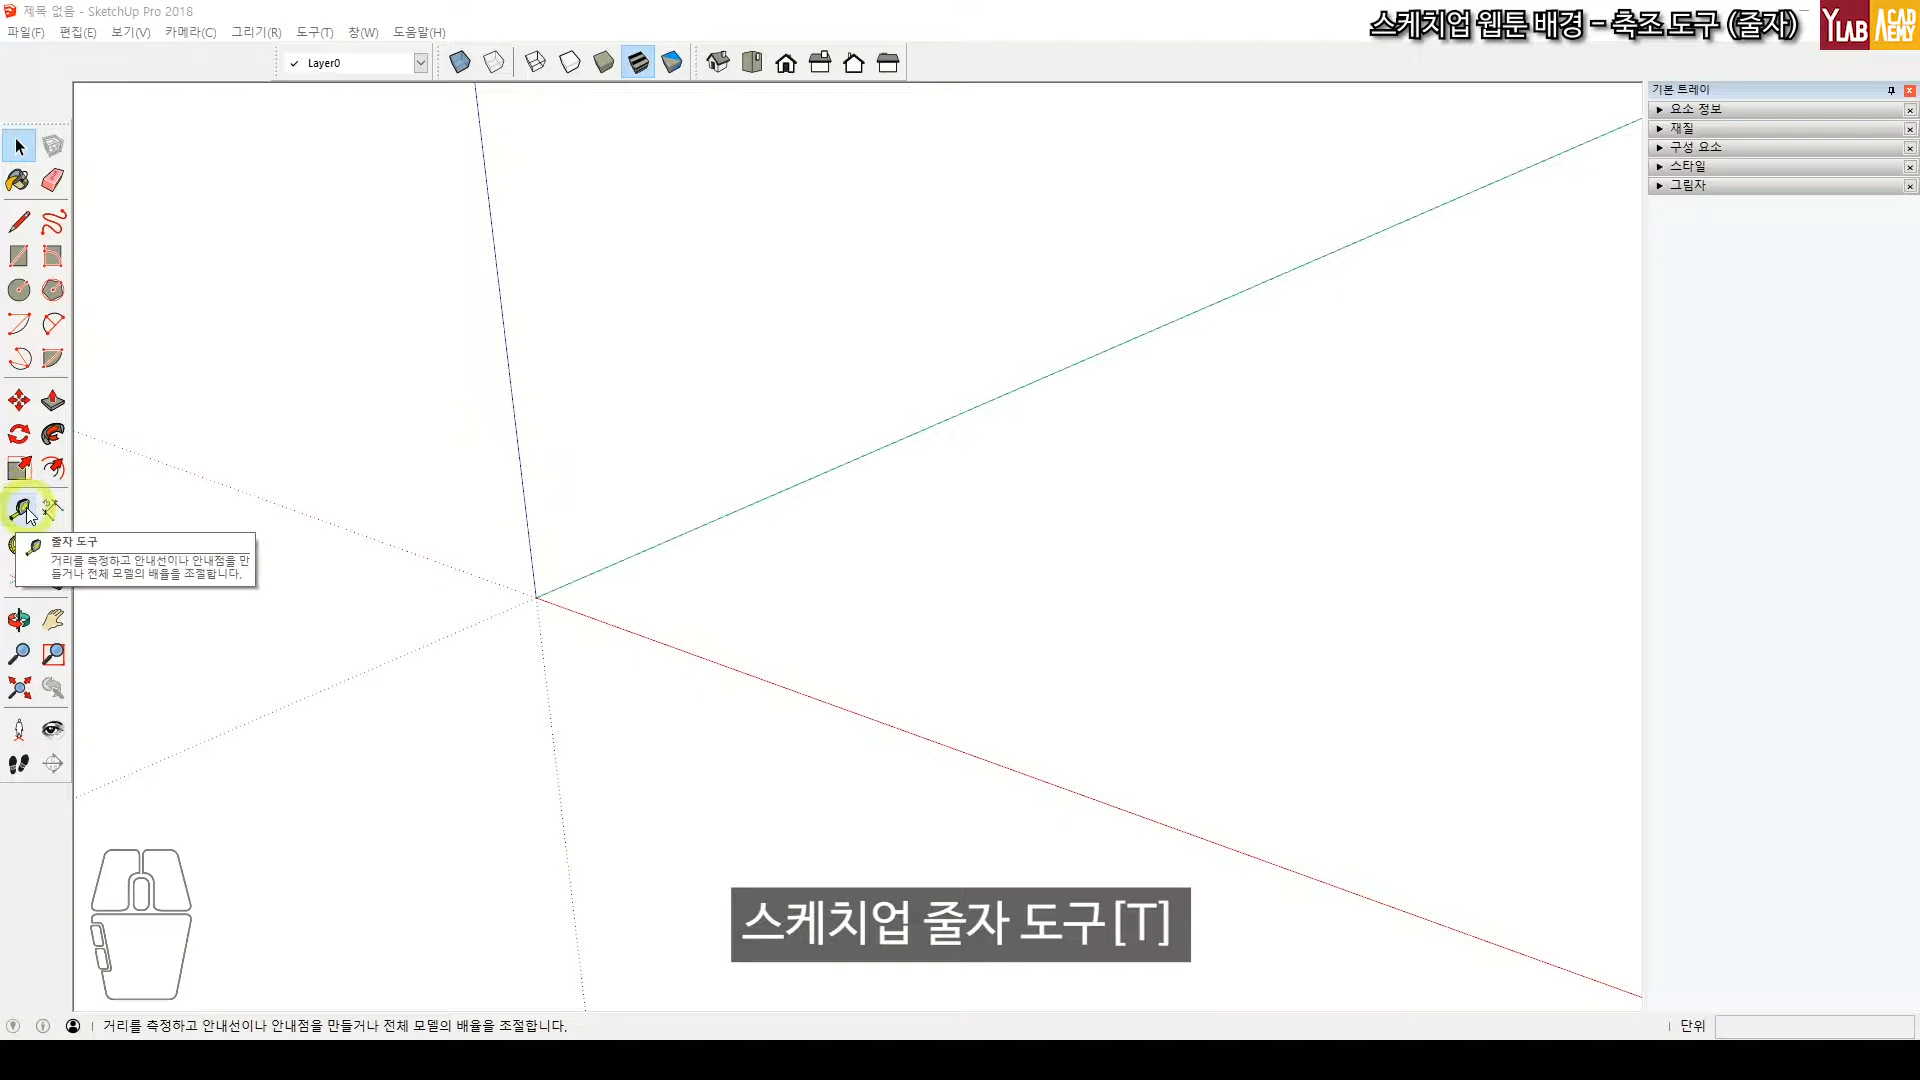 제목 없음 - SketchUp Pro 2018
파일(F) 편집(E) 보기(V) 카메라(C) 그리기(R) 도구(T) 창(W) 도움말(H)
스케치업 웹툰 배경 - 축조 도구 (줄자)
YLAB ACADEMY
Layer0
기본 트레이
요소 정보
재질
구성 요소
스타일
그림자
줄자 도구
거리를 측정하고 안내선이나 안내점을 만
들거나 전체 모델의 배율을 조절합니다.
스케치업 줄자 도구[T]
거리를 측정하고 안내선이나 안내점을 만들거나 전체 모델의 배율을 조절합니다.
단위